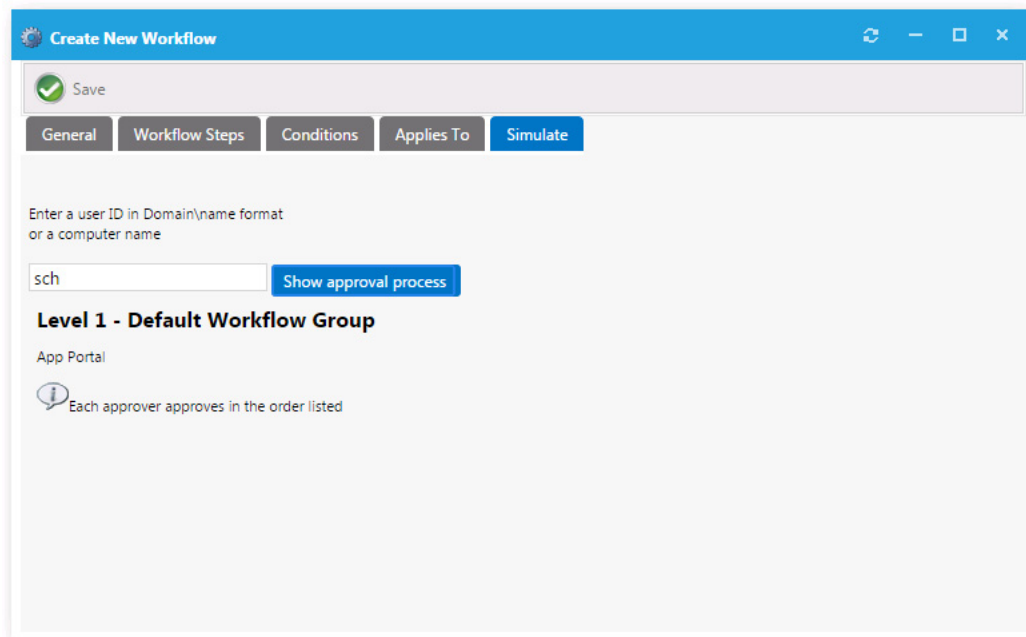 Create New Workflow
Save
General Workflow Steps Conditions Applies To Simulate
Enter a user ID in Domain\name format
or a computer name
sch Show approval process
Level 1 - Default Workflow Group
App Portal
Each approver approves in the order listed